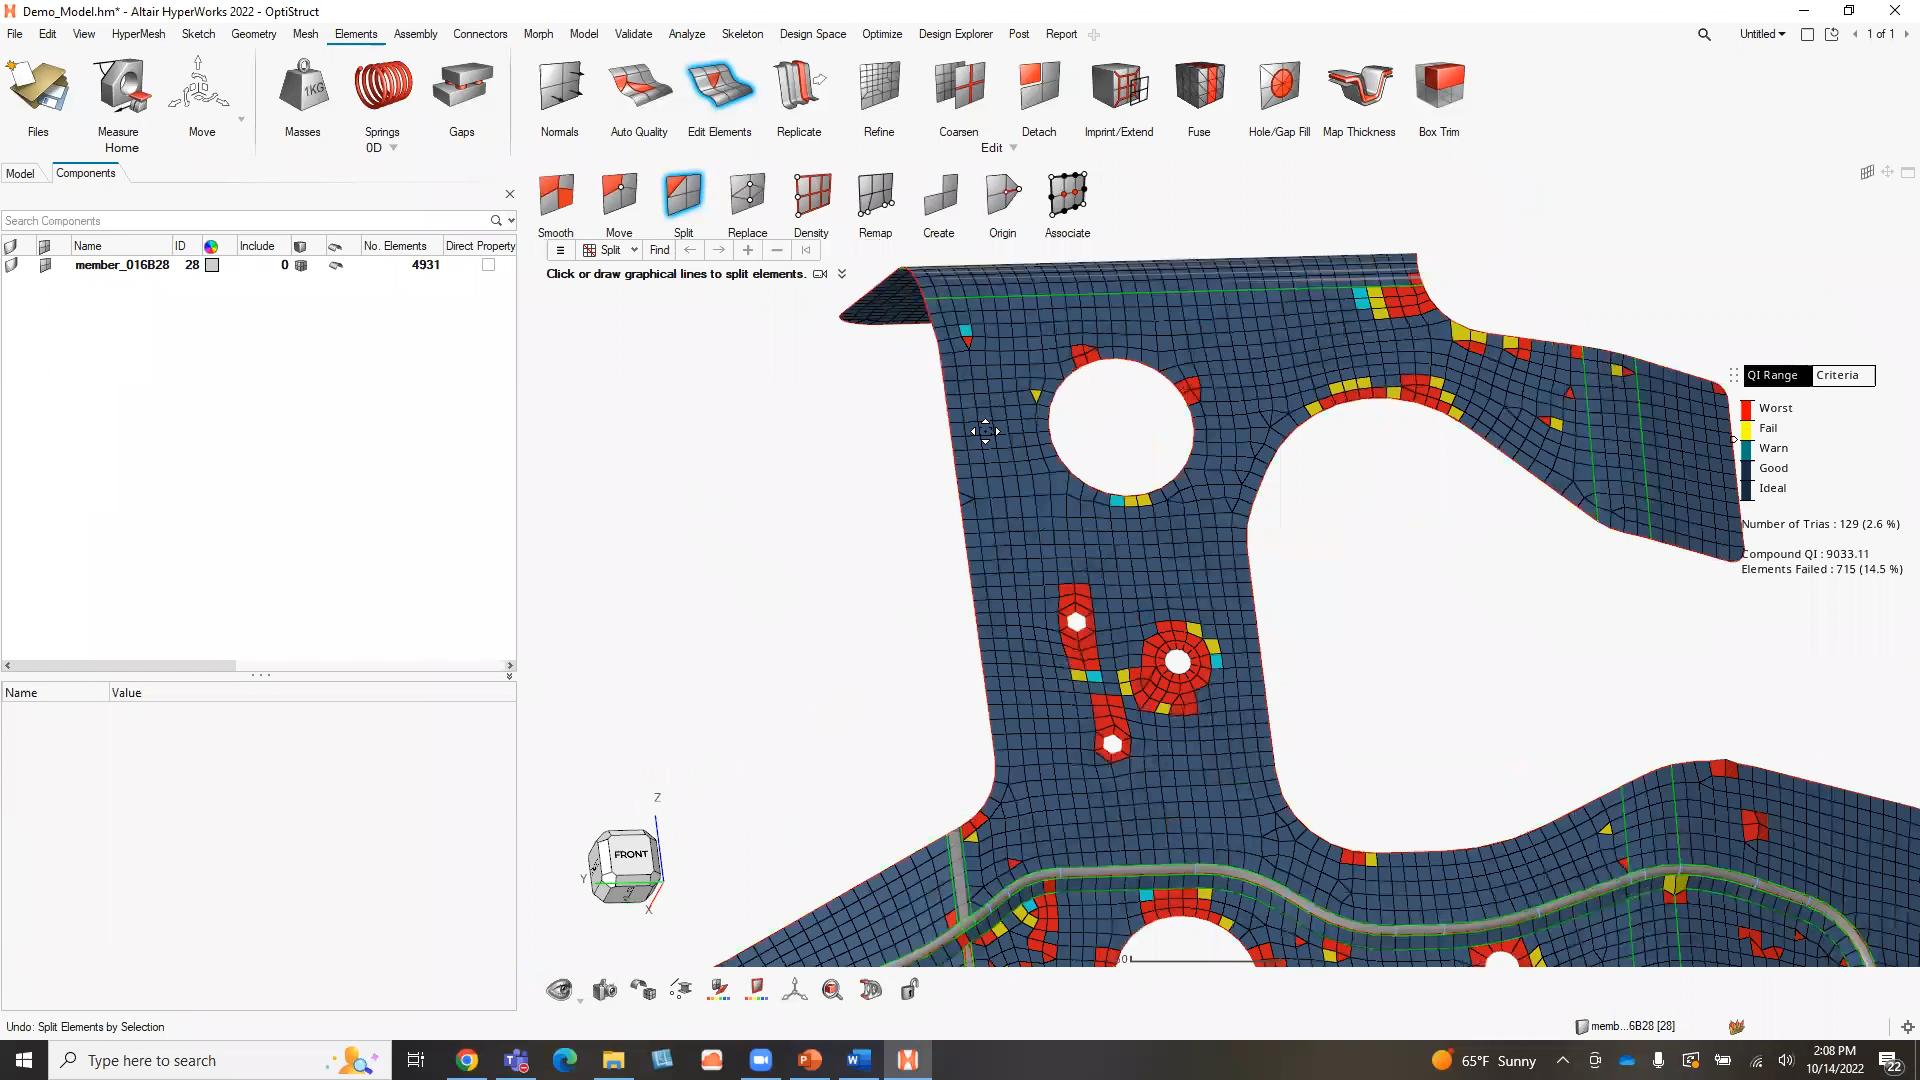 Demo_Model.hm* - Altair HyperWorks 2022 - OptiStruct
File Edit View HyperMesh Sketch Geometry Mesh Elements Assembly Connectors Morph Model Validate Analyze Skeleton Design Space Optimize Design Explorer Post Report Untitled 1 of 1
1KG
Files Measure Move Masses Springs Gaps Normals Auto Quality Edit Elements Replicate Refine Coarsen Detach Imprint/Extend Fuse Hole/Gap Fill Map Thickness Box Trim
Home 0D Edit
Model Components
Search Components
Name ID Include No. Elements Direct Property
member_016B28 28 0 4931
Smooth Move Split Replace Density Remap Create Origin Associate
Split Find
Click or draw graphical lines to split elements.
QI Range Criteria
Worst
Fail
Warn
Good
Ideal
Number of Trias : 129 (2.6 %)
Compound QI : 9033.11
Elements Failed : 715 (14.5 %)
Name Value
Z
FRONT
Y
X
Undo: Split Elements by Selection
memb...6B28 [28]
Type here to search
65°F Sunny
2:08 PM
10/14/2022
22